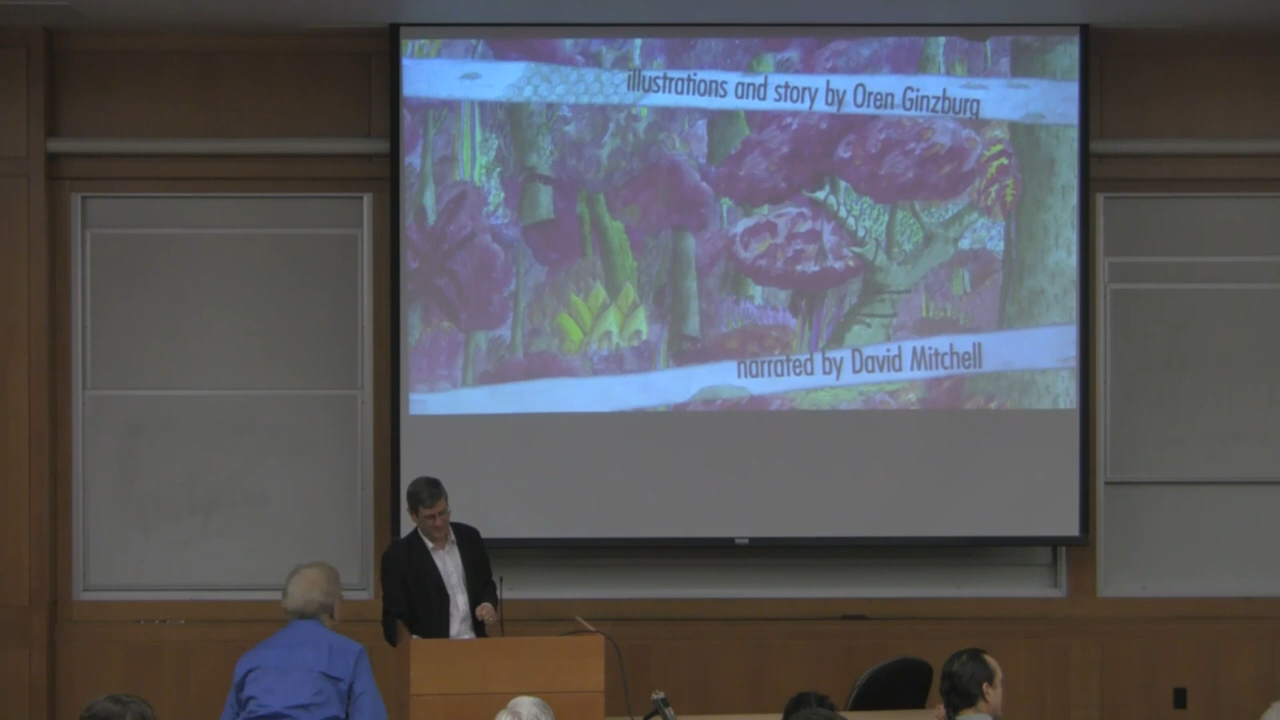 illustrations and story by Oren Ginzburg
narrated by David Mitchell